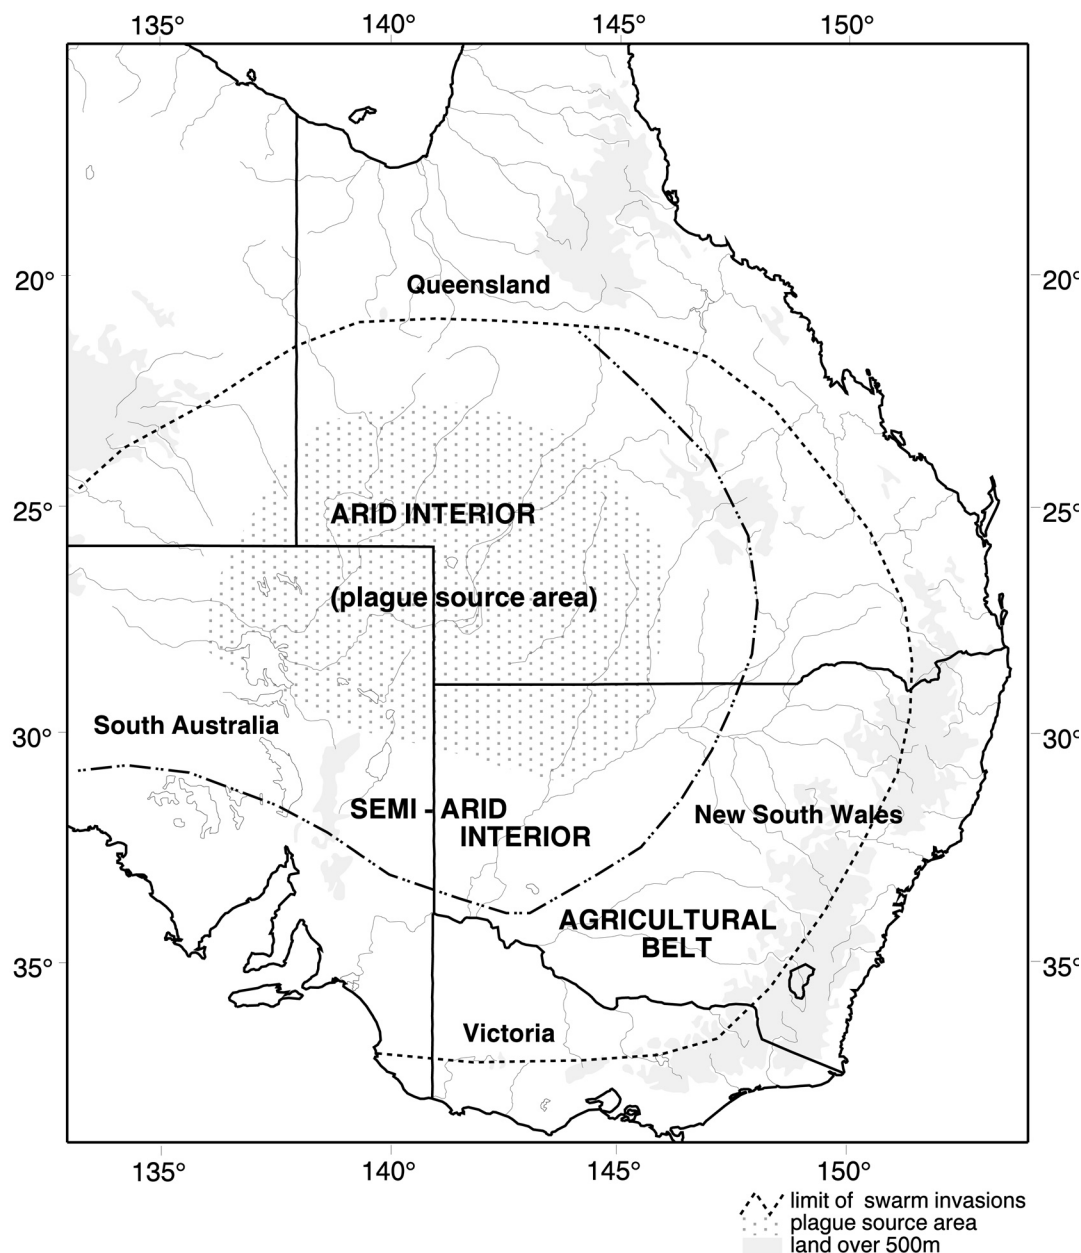 135° 140° 145° 150°
20° 20°
Queensland
ARID INTERIOR
25° 25°
(plague source area)
South Australia
30° 30°
SEMI - ARID
INTERIOR
New South Wales
AGRICULTURAL
BELT
35° 35°
Victoria
135° 140° 145° 150°
limit of swarm invasions
plague source area
land over 500m